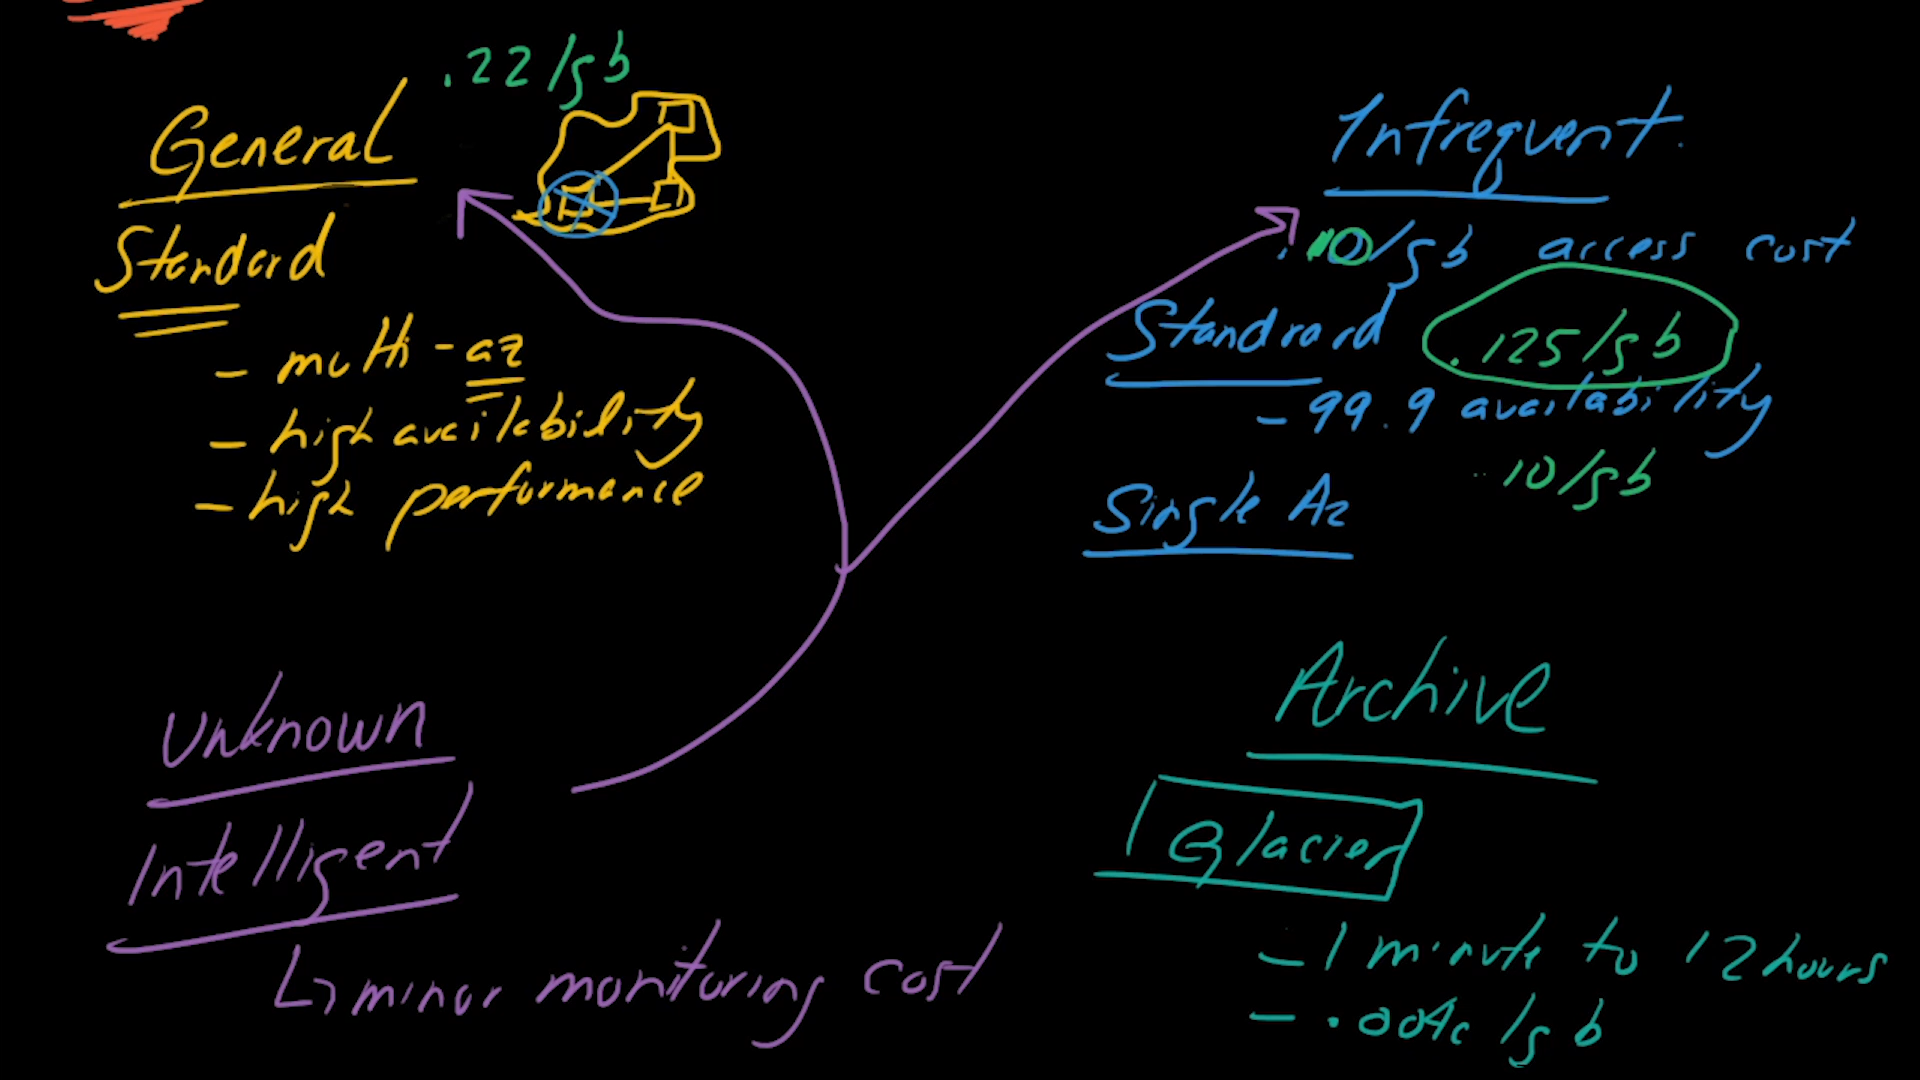 .22/gb
General
Standard
- multi-az
- high availability
- high performance
Infrequent
.10/gb access cost
Standard .125/gb
- 99.9 availability
.10/gb
Single Az
Unknown
Intelligent
minor monitoring cost
Archive
Glacier
- 1 minute to 12 hours
- .004c/gb